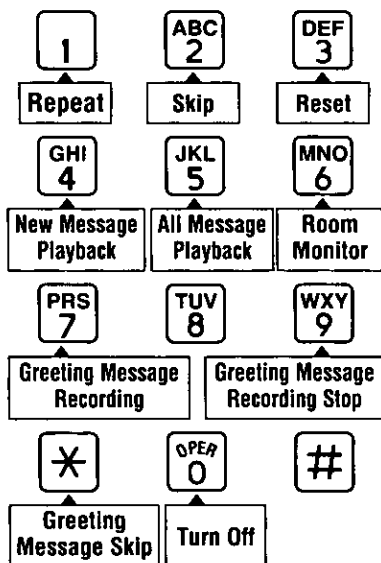 1 ABC 2 DEF 3
Repeat Skip Reset
GHI 4 JKL 5 MNO 6
New Message Playback All Message Playback Room Monitor
PRS 7 TUV 8 WXY 9
Greeting Message Recording Greeting Message Recording Stop
* OPER 0 #
Greeting Message Skip Turn Off